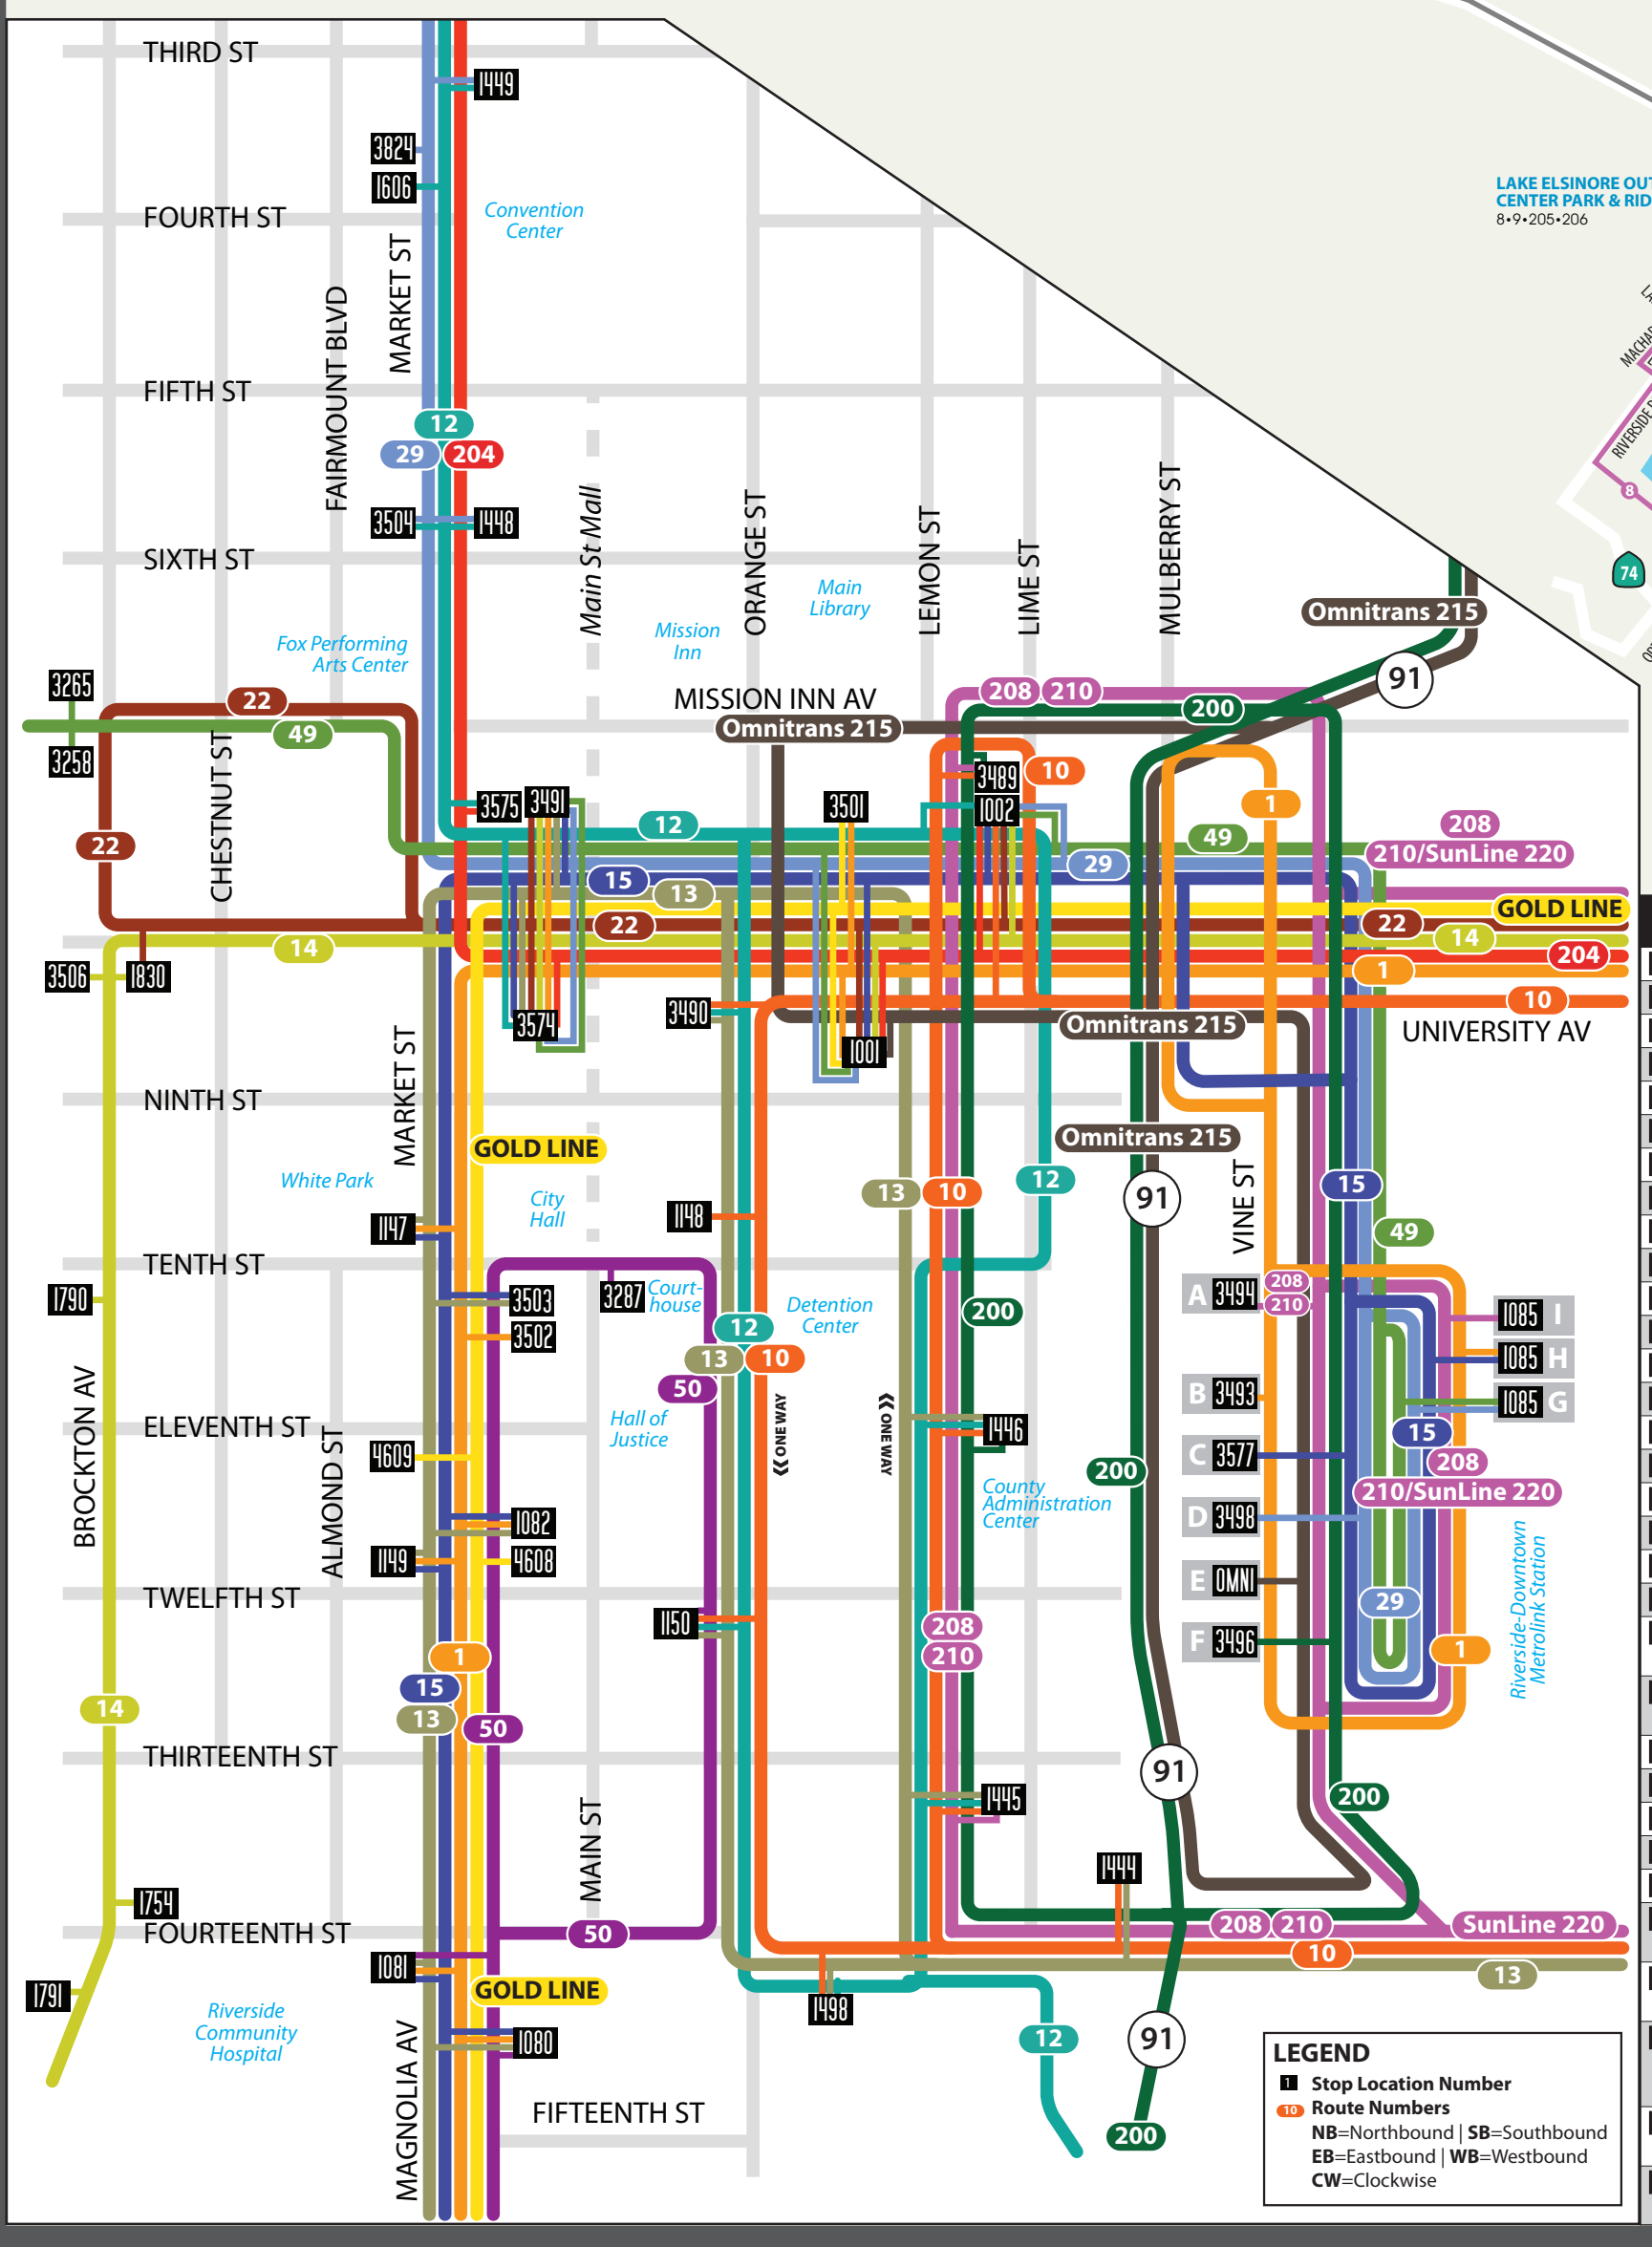 THIRD ST
1449
3824
1606
FOURTH ST
Convention
Center
MARKET ST
FAIRMOUNT BLVD
LAKE ELSINORE OUT
CENTER PARK & RID
8•9•205•206
FIFTH ST
12
29
204
3504
1448
SIXTH ST
Main St Mall
ORANGE ST
LEMON ST
LIME ST
MULBERRY ST
RIVERSIDE
8
74
Main
Library
Mission
Inn
Fox Performing
Arts Center
Omnitrans 215
91
3265
22
49
3258
CHESTNUT ST
MISSION INN AV
Omnitrans 215
208
210
200
3489
10
1002
3575
3491
3501
12
1
49
208
210/SunLine 220
22
15
13
29
22
GOLD LINE
22
14
14
204
1
10
3506
1830
3574
3490
1001
Omnitrans 215
UNIVERSITY AV
NINTH ST
MARKET ST
GOLD LINE
Omnitrans 215
91
White Park
City
Hall
1147
1148
13
10
12
VINE ST
15
49
TENTH ST
1790
3503
3502
3287
Court-
house
Detention
Center
12
13
10
50
200
A
3494
208
210
1085
I
1085
H
1085
G
B
3493
BROCKTON AV
ELEVENTH ST
ALMOND ST
4609
Hall of
Justice
ONE WAY
ONE WAY
1446
200
C
3577
15
208
210/SunLine 220
County
Administration
Center
D
3498
1082
1149
4608
E
OMNI
TWELFTH ST
1150
208
210
F
3496
29
1
Riverside-Downtown
Metrolink Station
14
1
15
13
50
THIRTEENTH ST
91
200
1445
MAIN ST
1444
1754
FOURTEENTH ST
50
208
210
SunLine 220
10
13
1081
1791
GOLD LINE
1498
Riverside
Community
Hospital
1080
12
91
MAGNOLIA AV
FIFTEENTH ST
200
LEGEND
1 Stop Location Number
10 Route Numbers
NB=Northbound | SB=Southbound
EB=Eastbound | WB=Westbound
CW=Clockwise